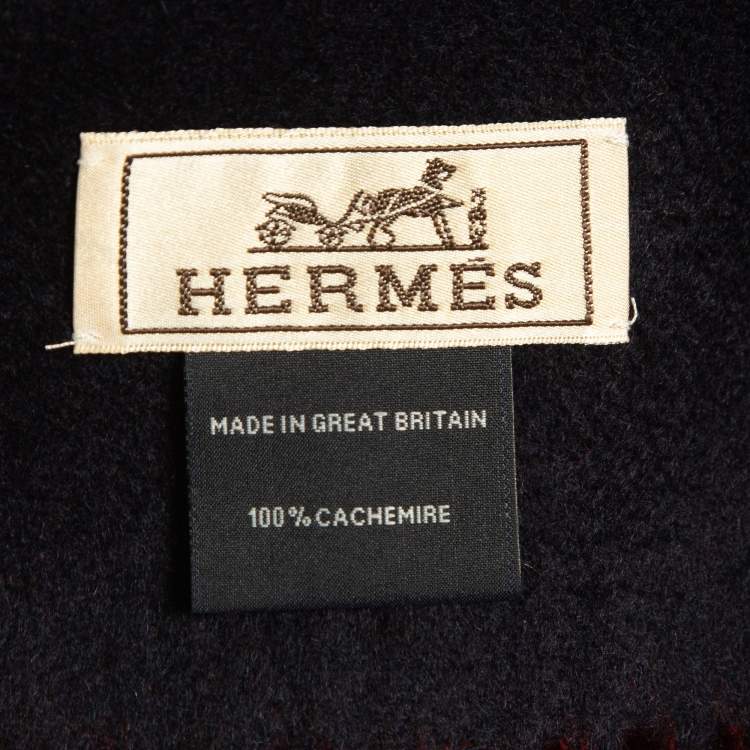 HERMÈS
MADE IN GREAT BRITAIN
100% CACHEMIRE